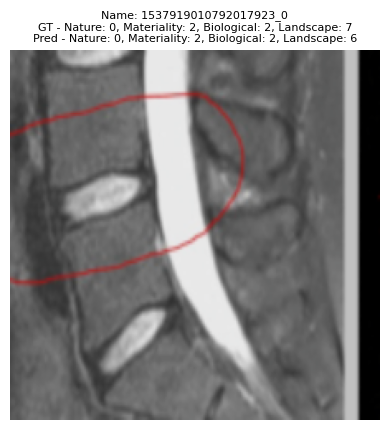 Name: 1537919010792017923_0
GT - Nature: 0, Materiality: 2, Biological: 2, Landscape: 7
Pred - Nature: 0, Materiality: 2, Biological: 2, Landscape: 6